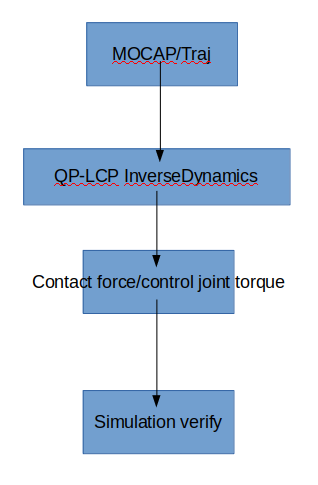 MOCAP/Traj
QP-LCP InverseDynamics
Contact force/control joint torque
Simulation verify